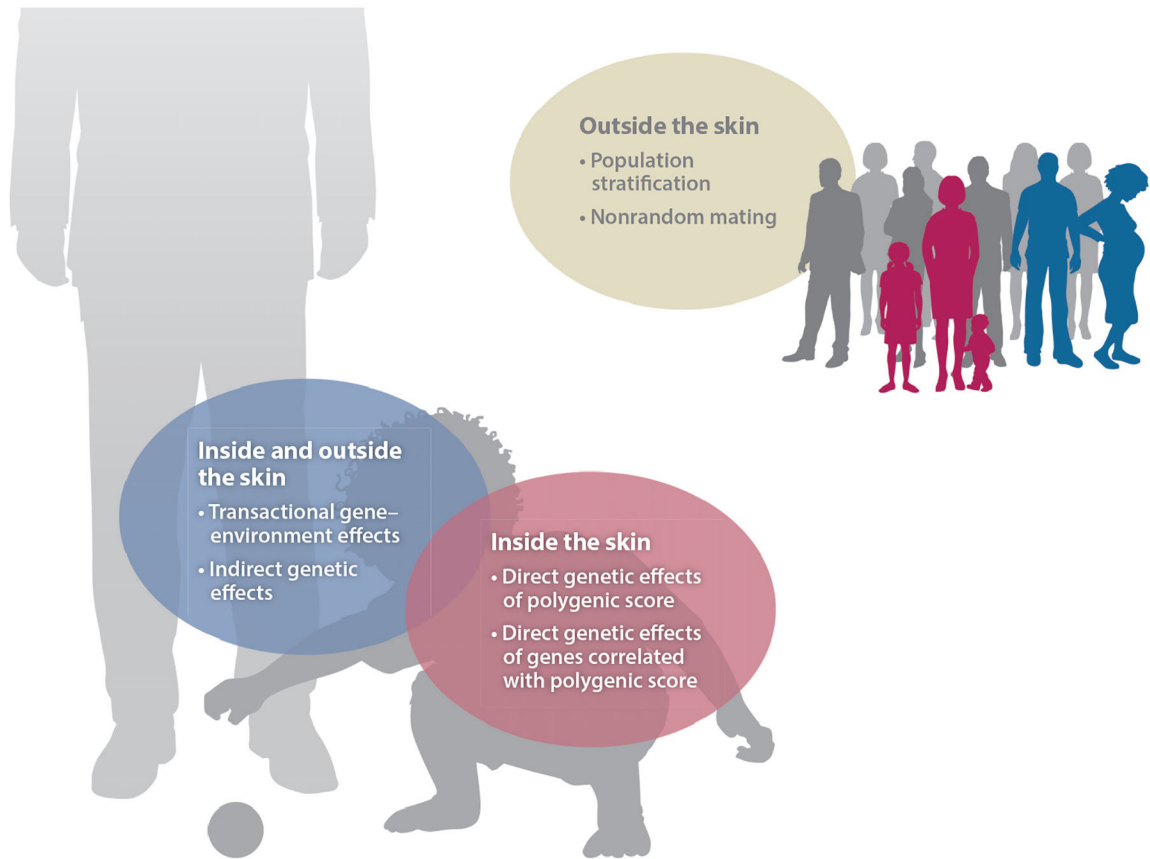 Outside the skin
• Population
stratification
• Nonrandom mating
Inside and outside
the skin
• Transactional gene–
environment effects
• Indirect genetic
effects
Inside the skin
• Direct genetic effects
of polygenic score
• Direct genetic effects
of genes correlated
with polygenic score